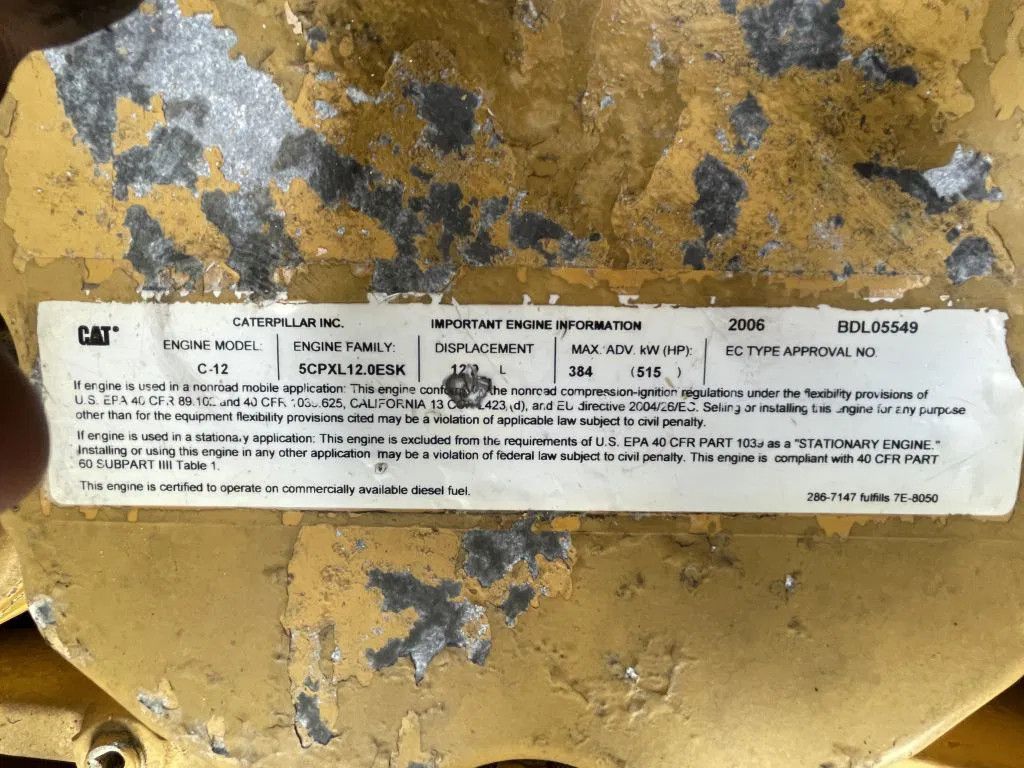 CATERPILLAR INC. IMPORTANT ENGINE INFORMATION 2006 BDL05549
CAT
ENGINE MODEL: ENGINE FAMILY: DISPLACEMENT MAX. ADV. kW (HP): EC TYPE APPROVAL NO.
C-12 5CPXL12.0ESK L 384 (515 )
If engine is used in a nonroad mobile application: This engine the nonroad compression-ignition regulations under the flexibility provisions of
U.S. EPA 40 CFR and 40 CFR CALIFORNIA 13 (d), and EU directive 2004/26/EC. Selling or installing this engine for any purpose
other than for the equipment flexibility provisions cited may be a violation of applicable law subject to civil penalty.
If engine is used in a stationary application: This engine is excluded from the requirements of U.S. EPA 40 CFR PART as a "STATIONARY ENGINE."
Installing or using this engine in any other application may be a violation of federal law subject to civil penalty. This engine is compliant with 40 CFR PART
60 SUBPART IIII Table 1.
This engine is certified to operate on commercially available diesel fuel.
286-7147 fulfills 7E-8050